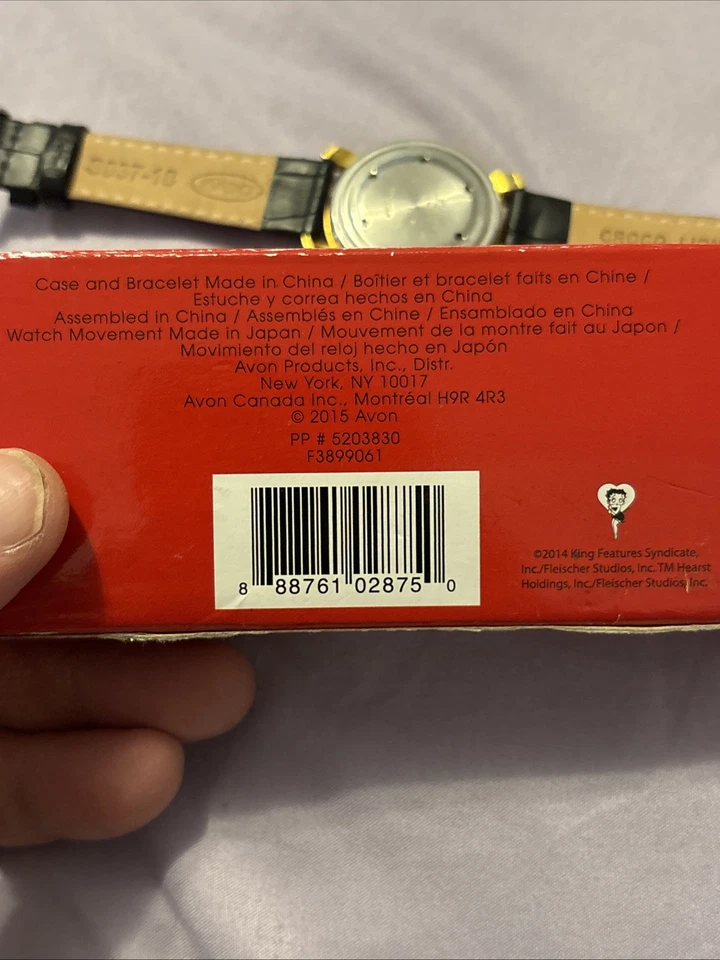 S037-18
Case and Bracelet Made in China / Boîtier et bracelet faits en Chine /
Estuche y correa hechos en China
Assembled in China / Assemblés en Chine / Ensamblado en China
Watch Movement Made in Japan / Mouvement de la montre fait au Japon /
Movimiento del reloj hecho en Japón
Avon Products, Inc., Distr.
New York, NY 10017
Avon Canada Inc., Montréal H9R 4R3
© 2015 Avon
PP # 5203830
F3899061
8 88761 02875 0
©2014 King Features Syndicate,
Inc./Fleischer Studios, Inc. TM Hearst
Holdings, Inc./Fleischer Studios, Inc.